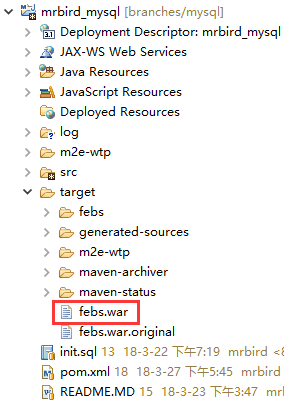 mrbird_mysql [branches/mysql]
Deployment Descriptor: mrbird_mysql
JAX-WS Web Services
Java Resources
JavaScript Resources
Deployed Resources
log
m2e-wtp
src
target
febs
generated-sources
m2e-wtp
maven-archiver
maven-status
febs.war
febs.war.original
init.sql 13 18-3-22 下午7:19 mrbird <8
pom.xml 18 18-3-27 下午5:45 mrbird
README.MD 15 18-3-23 下午3:47 mrbird